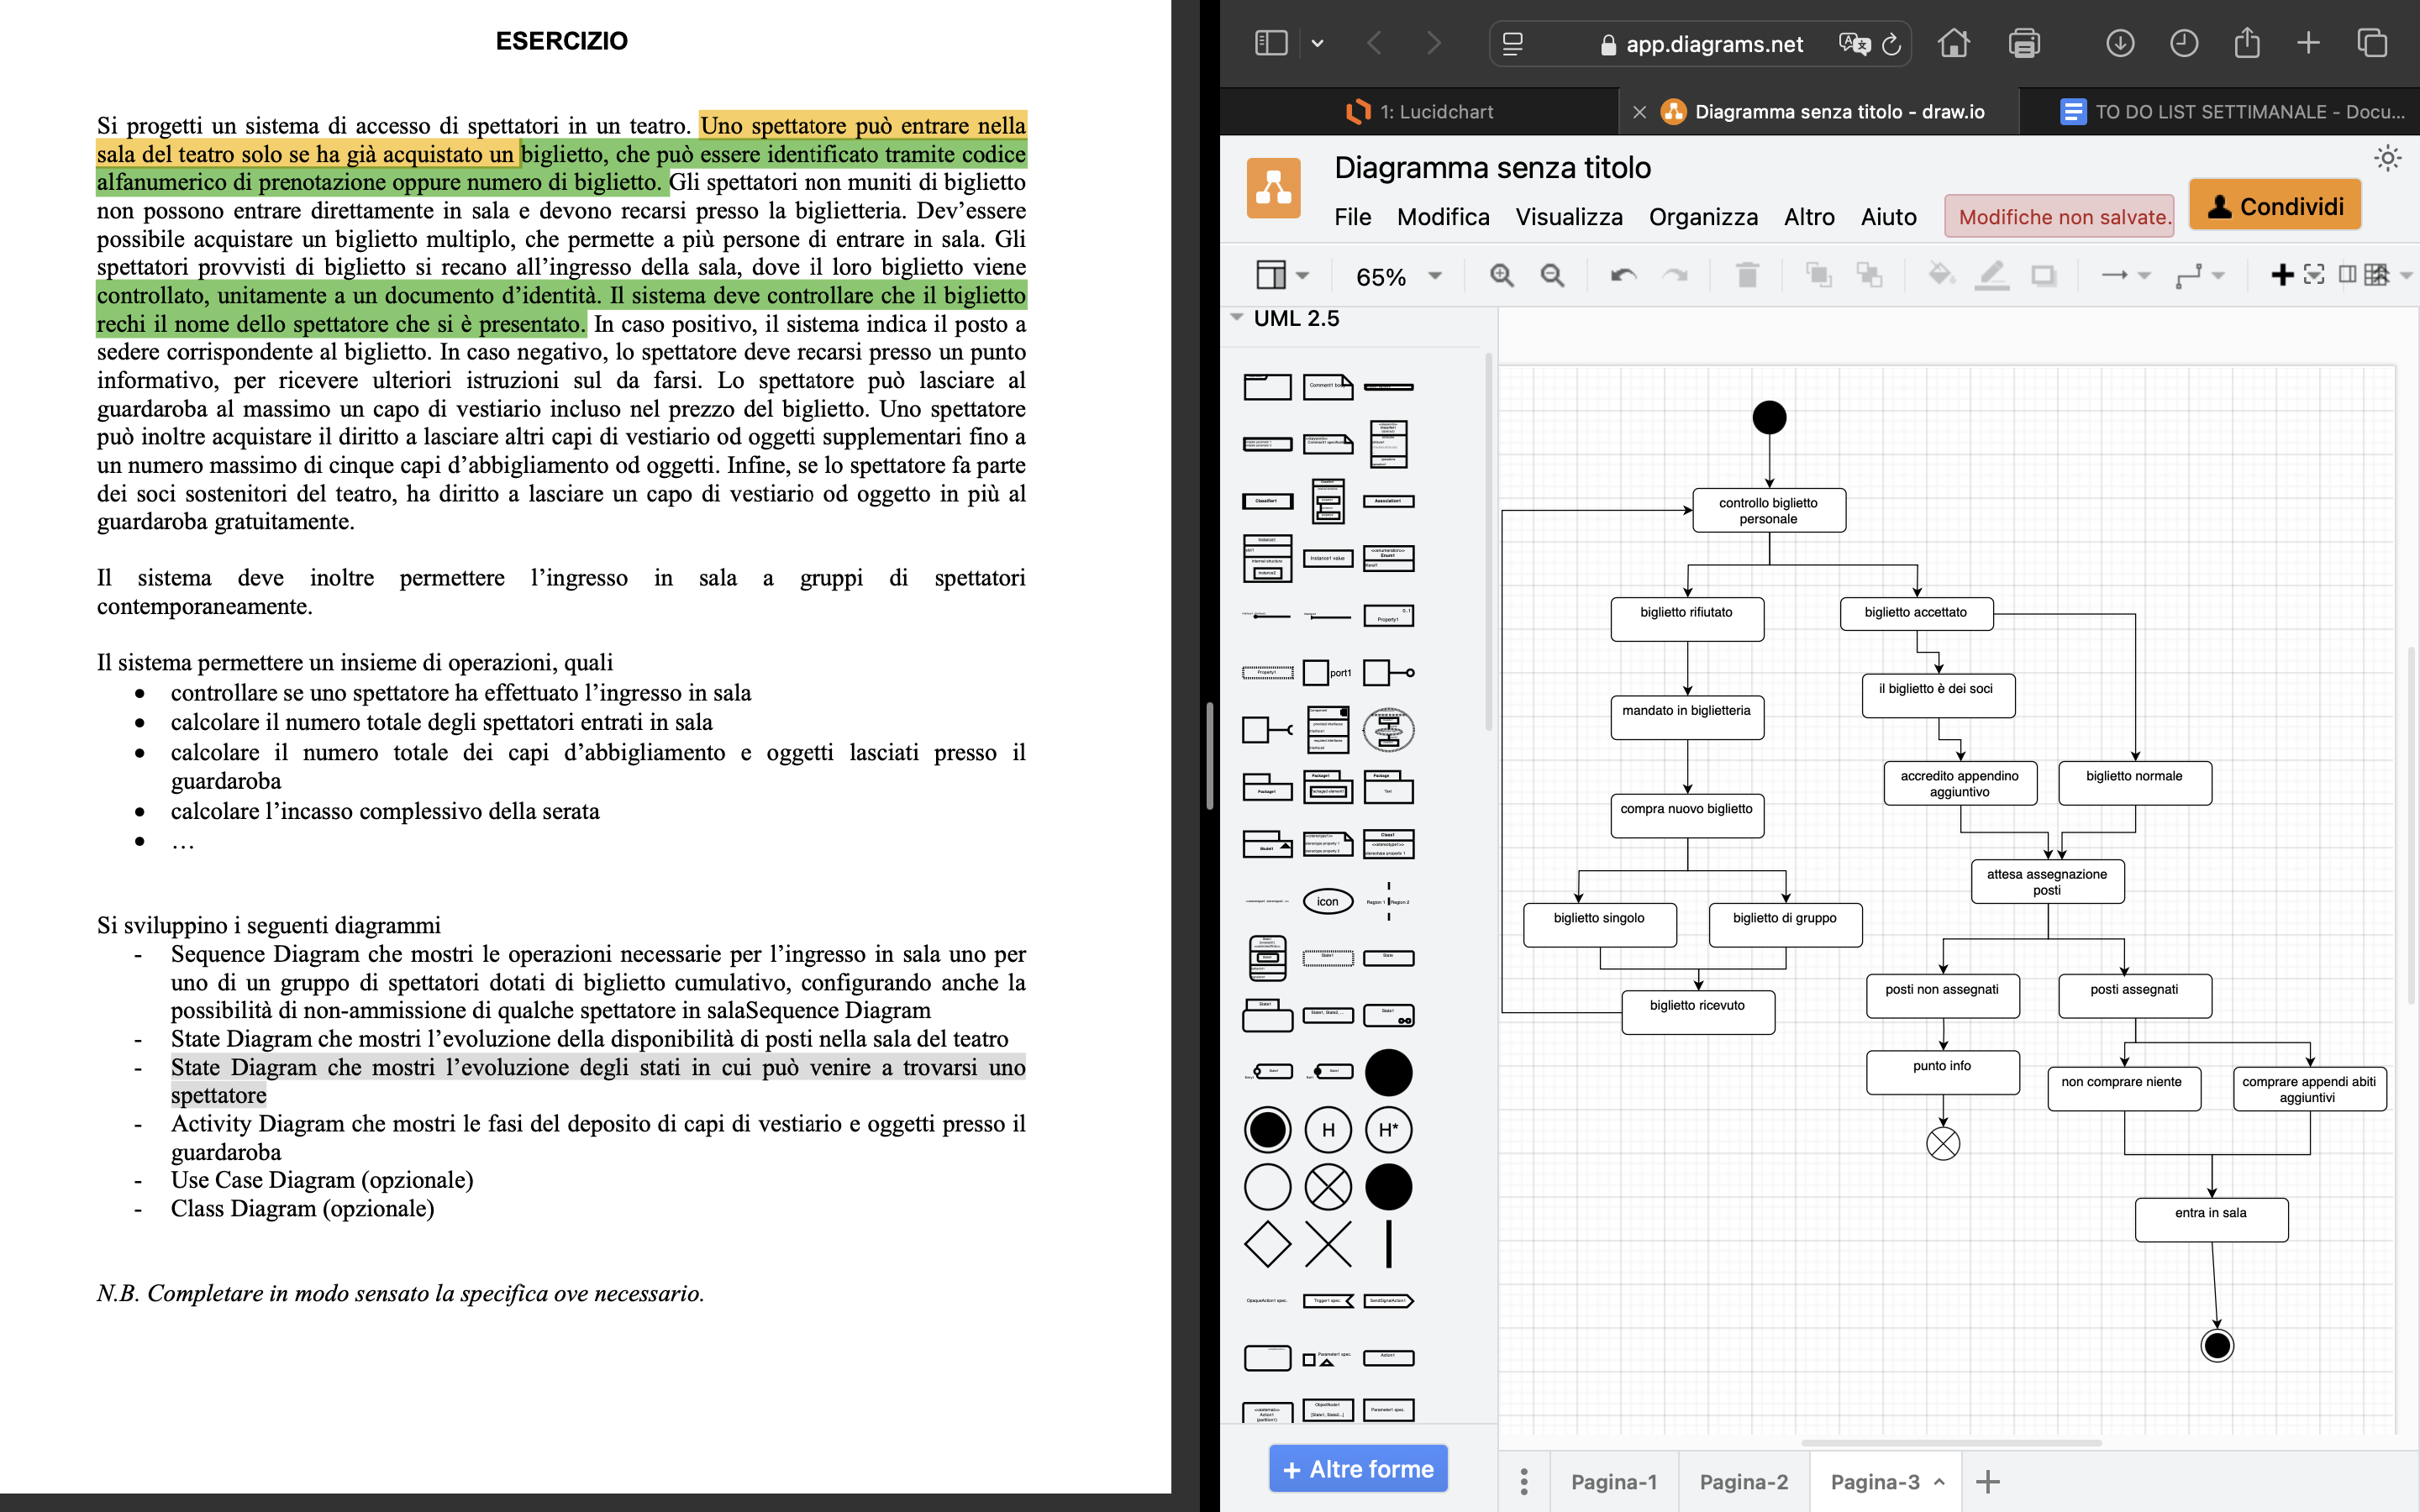 ESERCIZIO
Si progetti un sistema di accesso di spettatori in un teatro. Uno spettatore può entrare nella
sala del teatro solo se ha già acquistato un biglietto, che può essere identificato tramite codice
alfanumerico di prenotazione oppure numero di biglietto. Gli spettatori non muniti di biglietto
non possono entrare direttamente in sala e devono recarsi presso la biglietteria. Dev'essere
possibile acquistare un biglietto multiplo, che permette a più persone di entrare in sala. Gli
spettatori provvisti di biglietto si recano all'ingresso della sala, dove il loro biglietto viene
controllato, unitamente a un documento d'identità. Il sistema deve controllare che il biglietto
rechi il nome dello spettatore che si è presentato. In caso positivo, il sistema indica il posto a
sedere corrispondente al biglietto. In caso negativo, lo spettatore deve recarsi presso un punto
informativo, per ricevere ulteriori istruzioni sul da farsi. Lo spettatore può lasciare al
guardaroba al massimo un capo di vestiario incluso nel prezzo del biglietto. Uno spettatore
può inoltre acquistare il diritto a lasciare altri capi di vestiario od oggetti supplementari fino a
un numero massimo di cinque capi d'abbigliamento od oggetti. Infine, se lo spettatore fa parte
dei soci sostenitori del teatro, ha diritto a lasciare un capo di vestiario od oggetto in più al
guardaroba gratuitamente.
Il sistema deve inoltre permettere l'ingresso in sala a gruppi di spettatori
contemporaneamente.
Il sistema permettere un insieme di operazioni, quali
• controllare se uno spettatore ha effettuato l'ingresso in sala
• calcolare il numero totale degli spettatori entrati in sala
• calcolare il numero totale dei capi d'abbigliamento e oggetti lasciati presso il
guardaroba
• calcolare l'incasso complessivo della serata
• …
Si sviluppino i seguenti diagrammi
- Sequence Diagram che mostri le operazioni necessarie per l'ingresso in sala uno per
uno di un gruppo di spettatori dotati di biglietto cumulativo, configurando anche la
possibilità di non-ammissione di qualche spettatore in salaSequence Diagram
- State Diagram che mostri l'evoluzione della disponibilità di posti nella sala del teatro
- State Diagram che mostri l'evoluzione degli stati in cui può venire a trovarsi uno
spettatore
- Activity Diagram che mostri le fasi del deposito di capi di vestiario e oggetti presso il
guardaroba
- Use Case Diagram (opzionale)
- Class Diagram (opzionale)
N.B. Completare in modo sensato la specifica ove necessario.
app.diagrams.net
1: Lucidchart
Diagramma senza titolo - draw.io
TO DO LIST SETTIMANALE - Docu...
Diagramma senza titolo
File Modifica Visualizza Organizza Altro Aiuto
Modifiche non salvate.
Condividi
65%
UML 2.5
port1
icon
H
H*
Altre forme
controllo biglietto
personale
biglietto rifiutato
biglietto accettato
il biglietto è dei soci
mandato in biglietteria
accredito appendino
aggiuntivo
biglietto normale
compra nuovo biglietto
attesa assegnazione
posti
biglietto singolo
biglietto di gruppo
posti non assegnati
posti assegnati
biglietto ricevuto
punto info
non comprare niente
comprare appendi abiti
aggiuntivi
entra in sala
Pagina-1
Pagina-2
Pagina-3